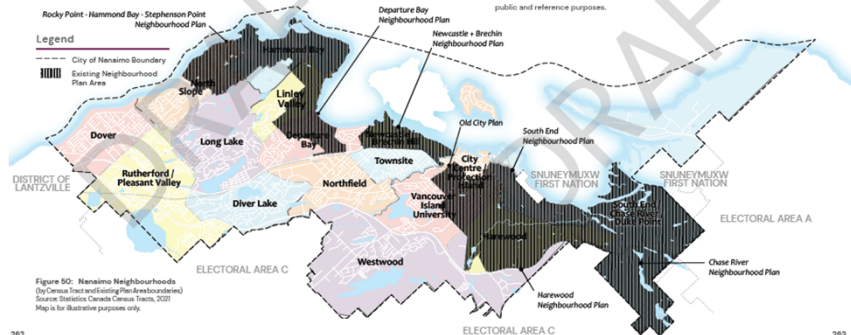 public and reference purposes.
Rocky Point - Hammond Bay - Stephenson Point
Neighbourhood Plan
Departure Bay
Neighbourhood Plan
Newcastle + Brechin
Neighbourhood Plan
Legend
City of Nanaimo Boundary
Existing Neighbourhood
Plan Area
Hammond Bay
North
Slope
Linley
Valley
Dover
Long Lake
Departure
Bay
Newcastle/
Brechin Hill
Old City Plan
South End
Neighbourhood Plan
Townsite
City
Centre /
Protection
Island
DISTRICT OF
LANTZVILLE
Rutherford /
Pleasant Valley
Diver Lake
Northfield
Vancouver
Island
University
SNUNEYMUXW
FIRST NATION
SNUNEYMUXW
FIRST NATION
South End/
Chase River/
Duke Point
ELECTORAL AREA A
Harewood
Westwood
ELECTORAL AREA C
Chase River
Neighbourhood Plan
Harewood
Neighbourhood Plan
ELECTORAL AREA C
Figure 50: Nanaimo Neighbourhoods
(by Census Tract and Existing Plan Area boundaries)
Source: Statistics Canada Census Tracts, 2021
Map is for illustrative purposes only.
262
DRAFT
DRAFT